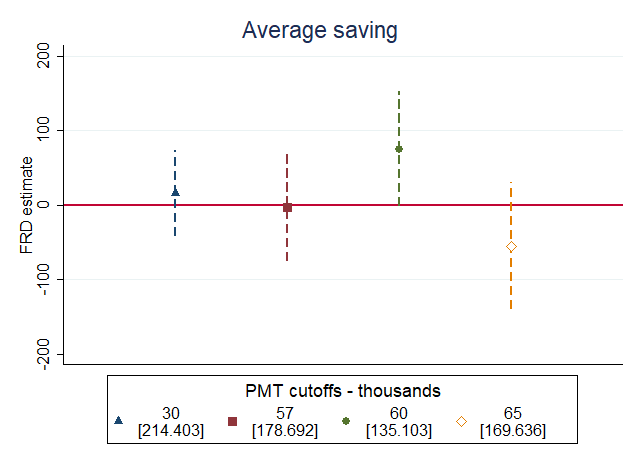 Average saving
200
100
0
-100
-200
FRD estimate
PMT cutoffs - thousands
30 57 60 65
[214.403] [178.692] [135.103] [169.636]